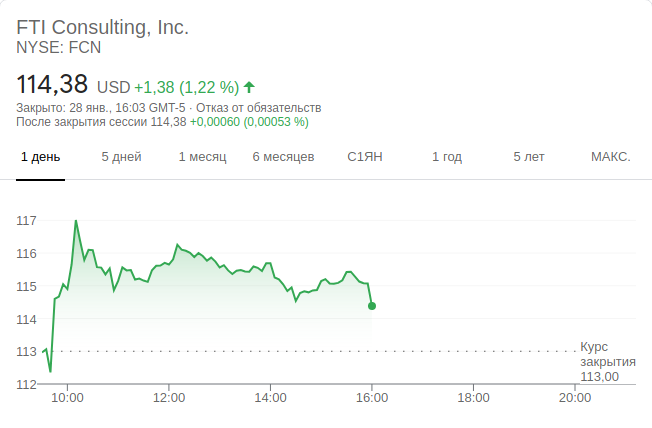 FTI Consulting, Inc.
NYSE: FCN
114,38 USD +1,38 (1,22 %)
Закрыто: 28 янв., 16:03 GMT-5 · Отказ от обязательств
После закрытия сессии 114,38 +0,00060 (0,00053 %)
1 день 5 дней 1 месяц 6 месяцев С1ЯН 1 год 5 лет МАКС.
117
116
115
114
113
112
Курс
закрытия
113,00
10:00 12:00 14:00 16:00 18:00 20:00